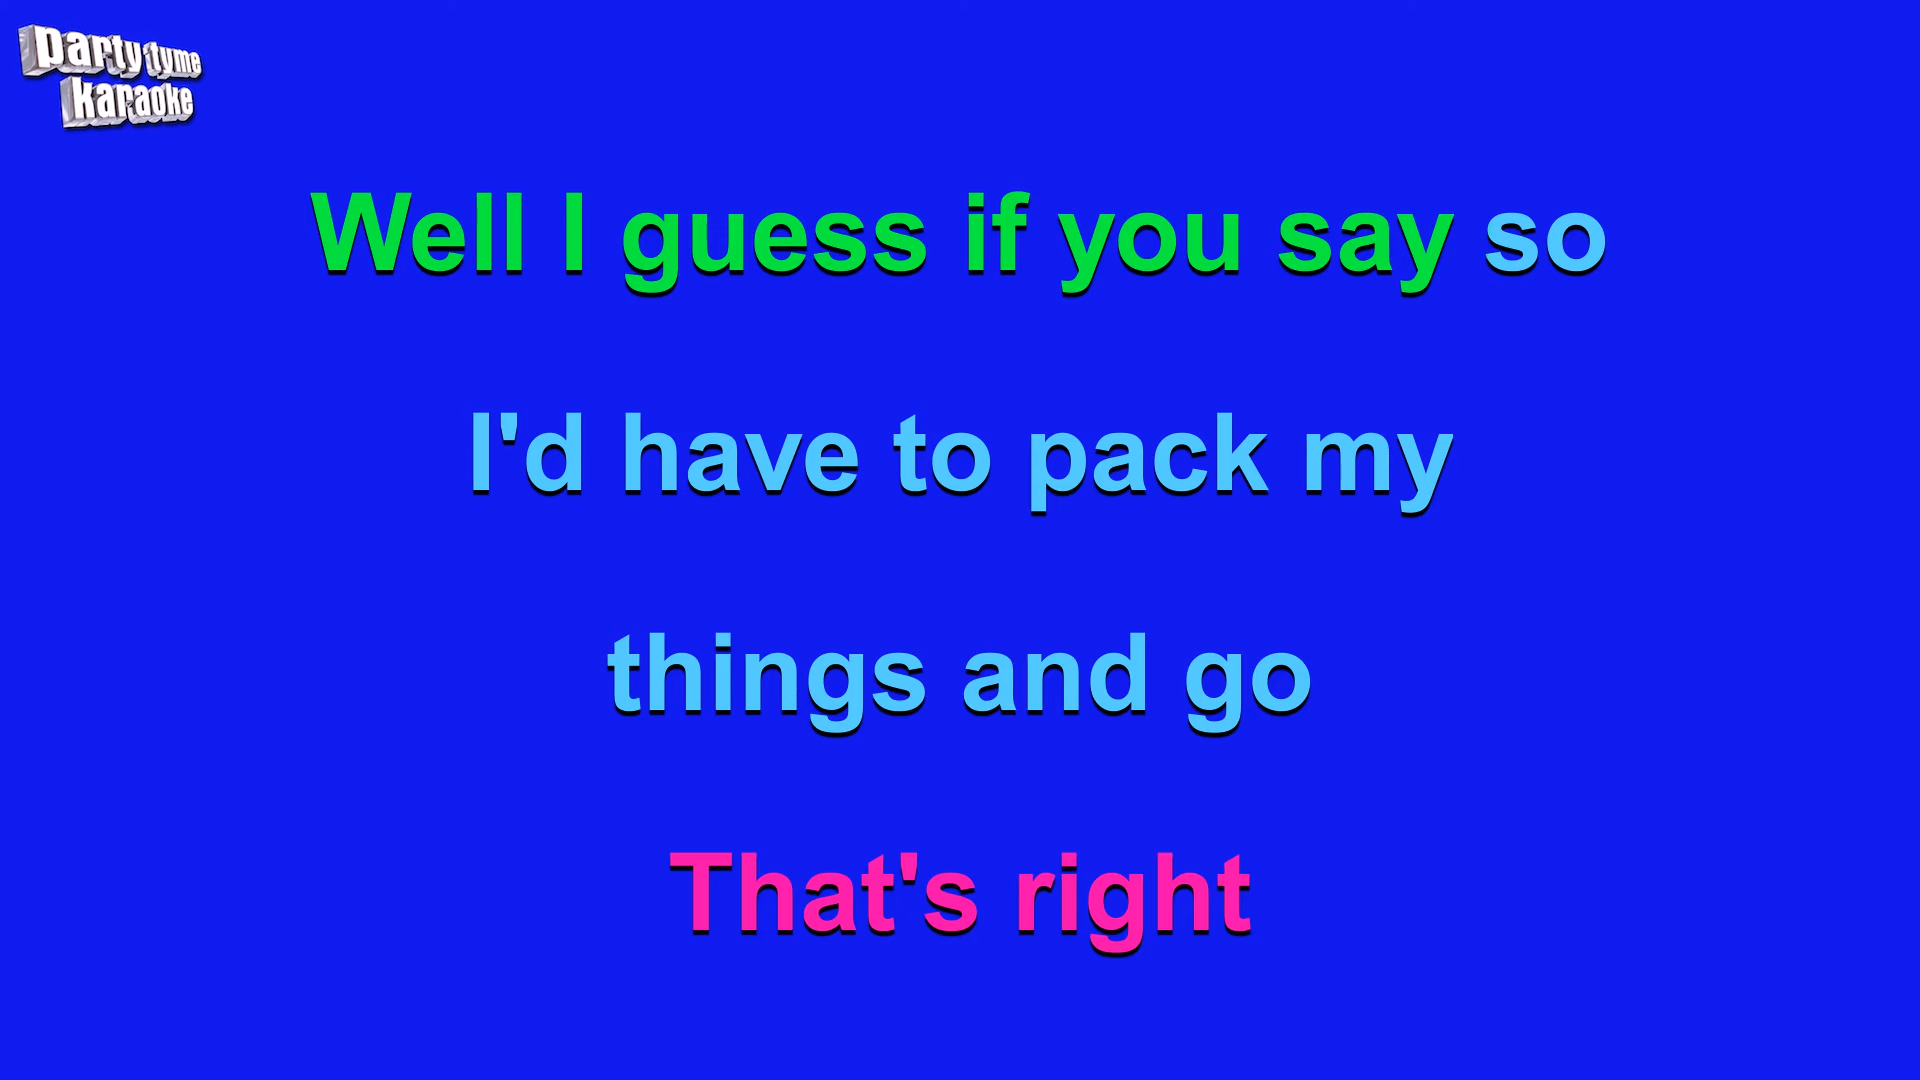 party tyme
karaoke
Well I guess if you say so
I'd have to pack my
things and go
That's right